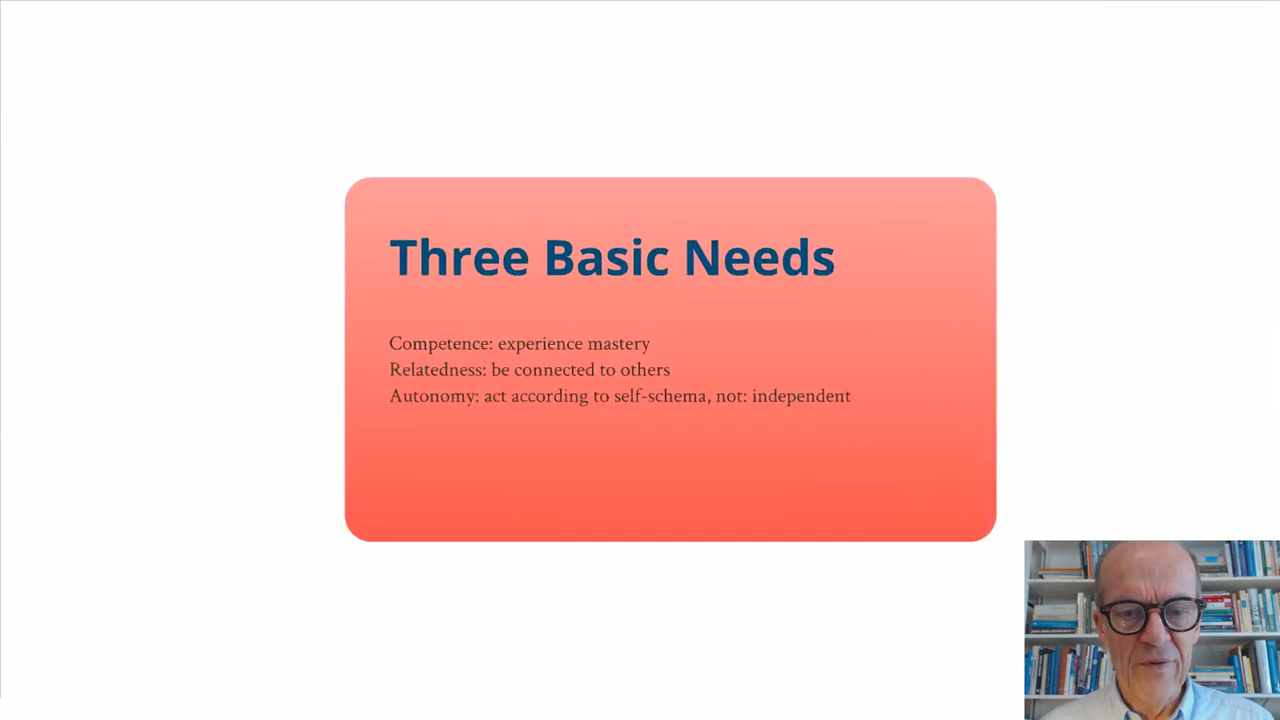 Three Basic Needs
Competence: experience mastery
Relatedness: be connected to others
Autonomy: act according to self-schema, not: independent